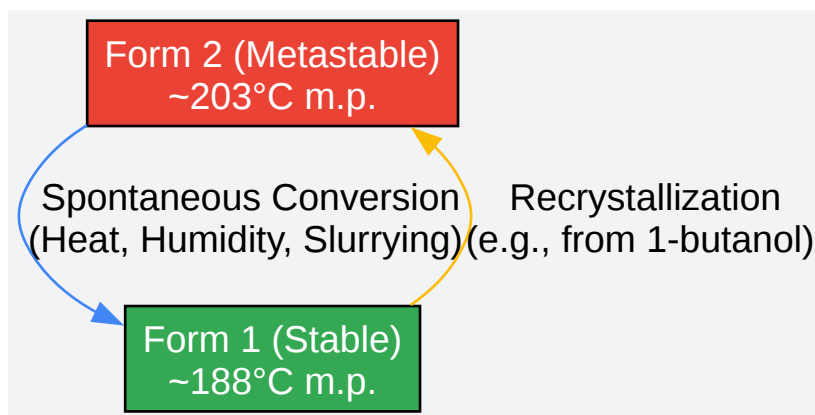 Form 2 (Metastable)
~203°C m.p.
Spontaneous Conversion
(Heat, Humidity, Slurrying)
Recrystallization
(e.g., from 1-butanol)
Form 1 (Stable)
~188°C m.p.